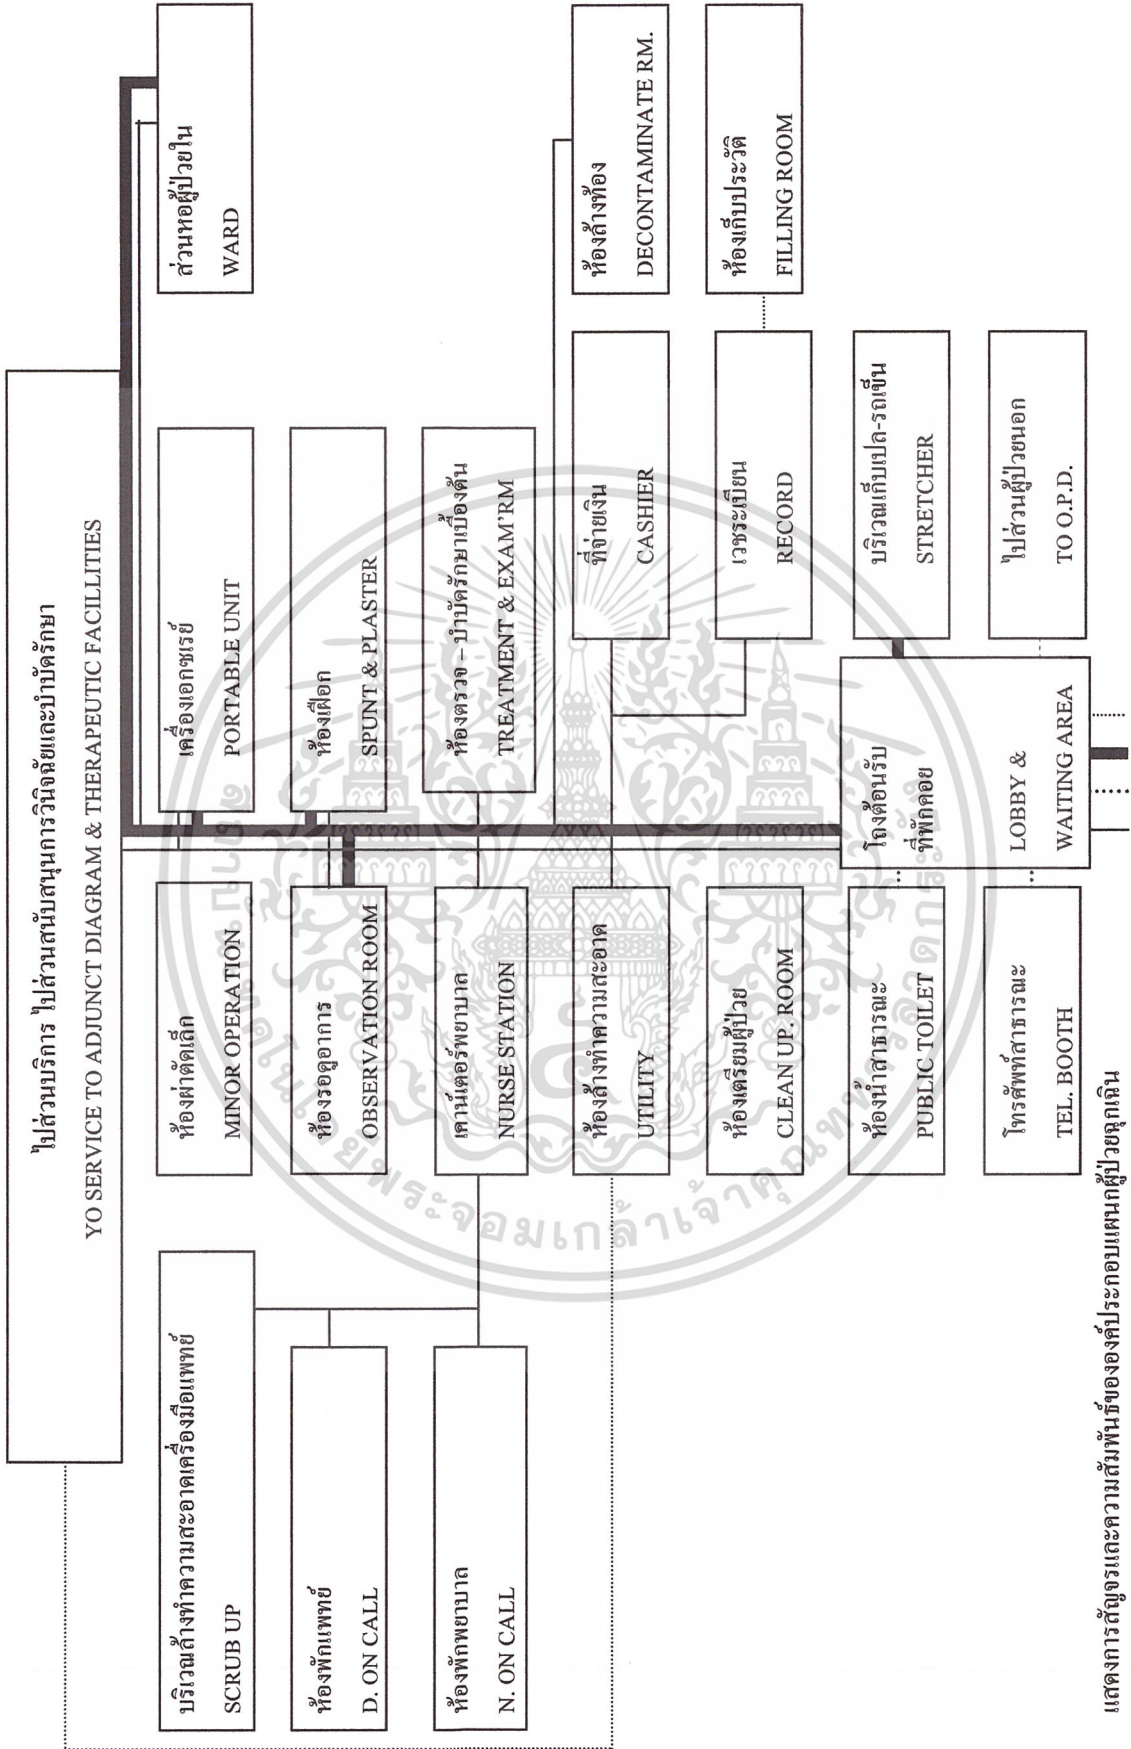 ไปส่วนบริการ ไปส่วนสนับสนุนการวินิจฉัยและบำบัดรักษา
YO SERVICE TO ADJUNCT DIAGRAM & THERAPEUTIC FACILLITIES
บริเวณล้างทำความสะอาดเครื่องมือแพทย์
SCRUB UP
ห้องผ่าตัดเล็ก
MINOR OPERATION
เครื่องเอกซเรย์
PORTABLE UNIT
ส่วนหอผู้ป่วยใน
WARD
ห้องพักแพทย์
D. ON CALL
ห้องรอดูอาการ
OBSERVATION ROOM
ห้องเฝือก
SPUNT & PLASTER
ห้องพักพยาบาล
N. ON CALL
เคาน์เตอร์พยาบาล
NURSE STATION
ห้องตรวจ – บำบัดรักษาเบื้องต้น
TREATMENT & EXAM'RM
ห้องล้างทำความสะอาด
UTILITY
ที่จ่ายเงิน
CASHIER
ห้องล้างท้อง
DECONTAMINATE RM.
ห้องเตรียมผู้ป่วย
CLEAN UP. ROOM
เวชระเบียน
RECORD
ห้องเก็บประวัติ
FILLING ROOM
ห้องน้ำสาธารณะ
PUBLIC TOILET
โถงต้อนรับ
ที่พักคอย
LOBBY &
WAITING AREA
บริเวณเก็บเปล-รถเข็น
STRETCHER
โทรศัพท์สาธารณะ
TEL. BOOTH
ไปส่วนผู้ป่วยนอก
TO O.P.D.
แสดงการสัญจรและความสัมพันธ์ขององค์ประกอบแผนกผู้ป่วยฉุกเฉิน